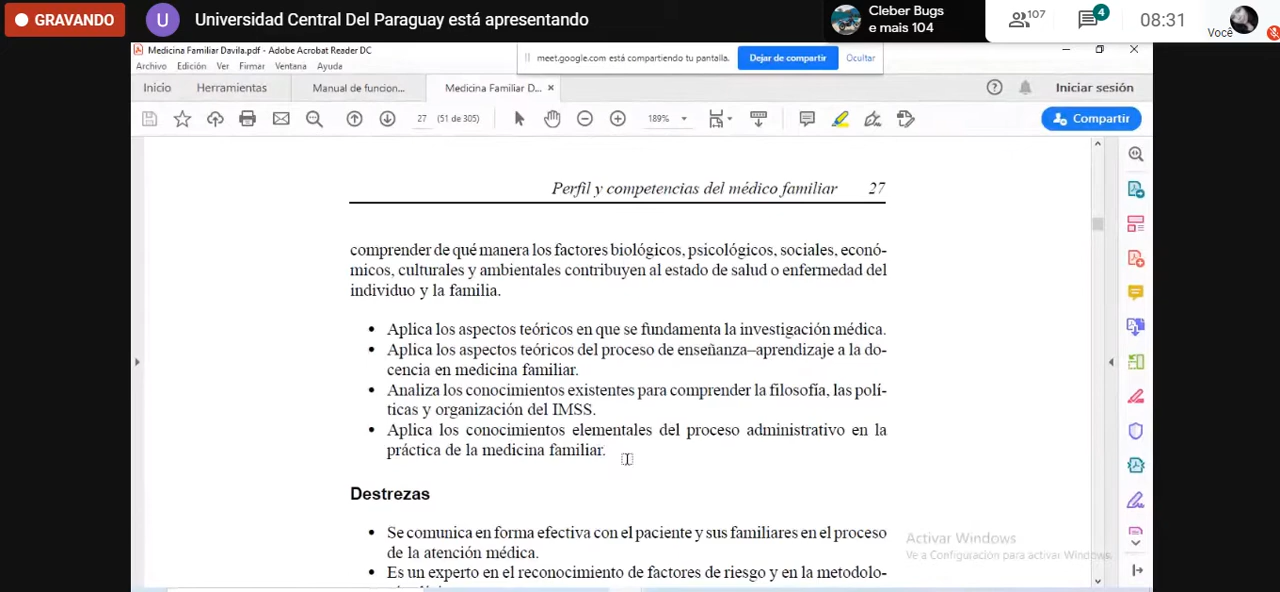 GRAVANDO
U
Universidad Central Del Paraguay está apresentando
Cleber Bugs
e mais 104
107
4
08:31
Você
Medicina Familiar Davila.pdf - Adobe Acrobat Reader DC
meet.google.com está compartiendo tu pantalla.
Dejar de compartir
Ocultar
Archivo Edición Ver Firmar Ventana Ayuda
Inicio
Herramientas
Manual de funcion...
Medicina Familiar D...
Iniciar sesión
27 (51 de 305)
189%
Compartir
Perfil y competencias del médico familiar 27
comprender de qué manera los factores biológicos, psicológicos, sociales, econó-
micos, culturales y ambientales contribuyen al estado de salud o enfermedad del
individuo y la familia.
• Aplica los aspectos teóricos en que se fundamenta la investigación médica.
• Aplica los aspectos teóricos del proceso de enseñanza–aprendizaje a la do-
cencia en medicina familiar.
• Analiza los conocimientos existentes para comprender la filosofía, las polí-
ticas y organización del IMSS.
• Aplica los conocimientos elementales del proceso administrativo en la
práctica de la medicina familiar.
Destrezas
• Se comunica en forma efectiva con el paciente y sus familiares en el proceso
de la atención médica.
• Es un experto en el reconocimiento de factores de riesgo y en la metodolo-
Activar Windows
Ve a Configuración para activar Windows.